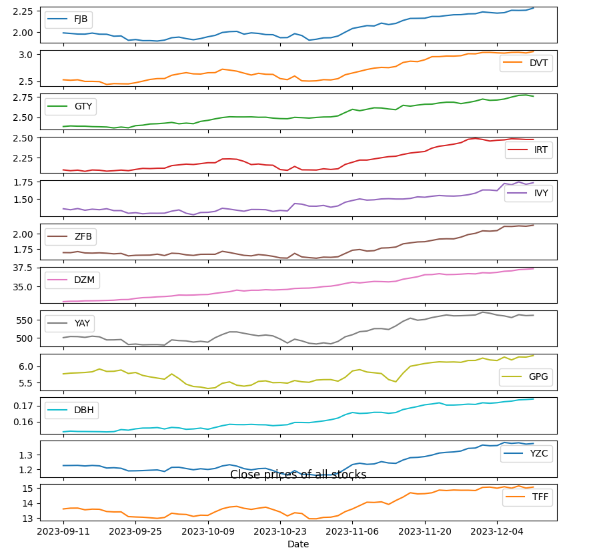 2.25
2.00
FJB
3.0
2.5
DVT
2.75
2.50
GTY
2.50
2.25
IRT
1.75
1.50
IVY
2.00
1.75
ZFB
37.5
35.0
DZM
550
500
YAY
6.0
5.5
GPG
0.17
0.16
DBH
1.3
1.2
YZC
Close prices of all stocks
15
14
13
TFF
2023-09-11 2023-09-25 2023-10-09 2023-10-23 2023-11-06 2023-11-20 2023-12-04
Date